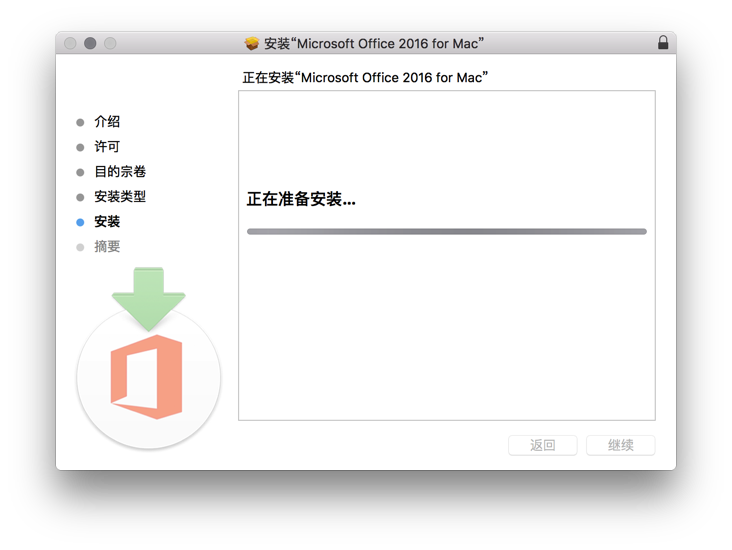 安装“Microsoft Office 2016 for Mac”
正在安装“Microsoft Office 2016 for Mac”
介绍
许可
目的宗卷
安装类型
安装
摘要
正在准备安装...
返回
继续